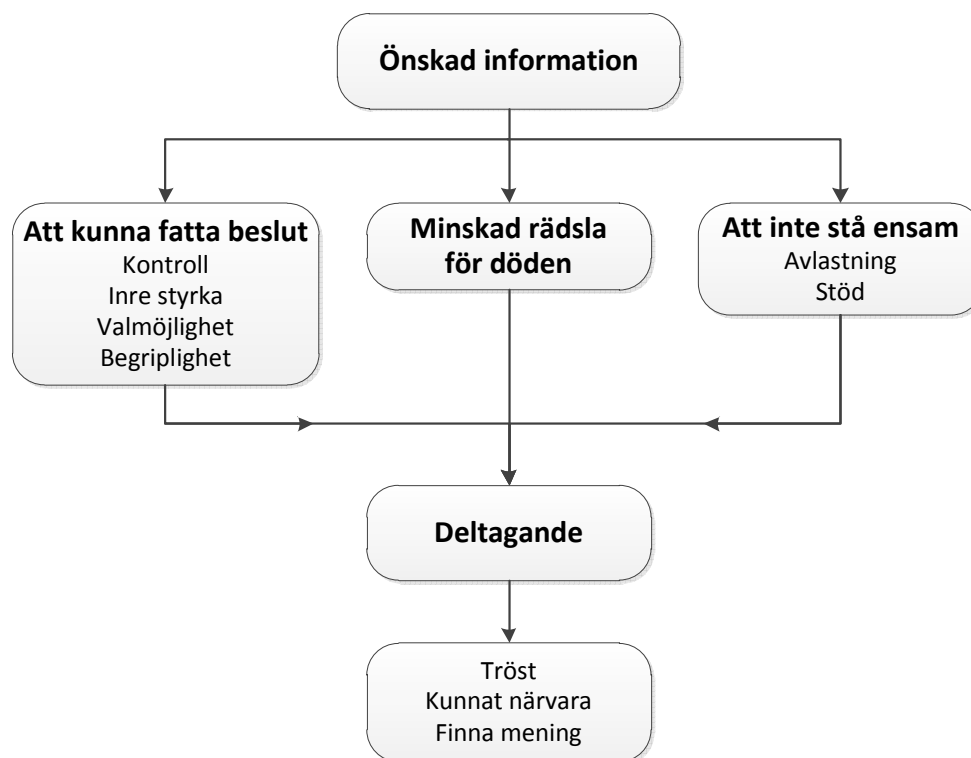 Önskad information
Att kunna fatta beslut
Kontroll
Inre styrka
Valmöjlighet
Begriplighet
Minskad rädsla
för döden
Att inte stå ensam
Avlastning
Stöd
Deltagande
Tröst
Kunnat närvara
Finna mening